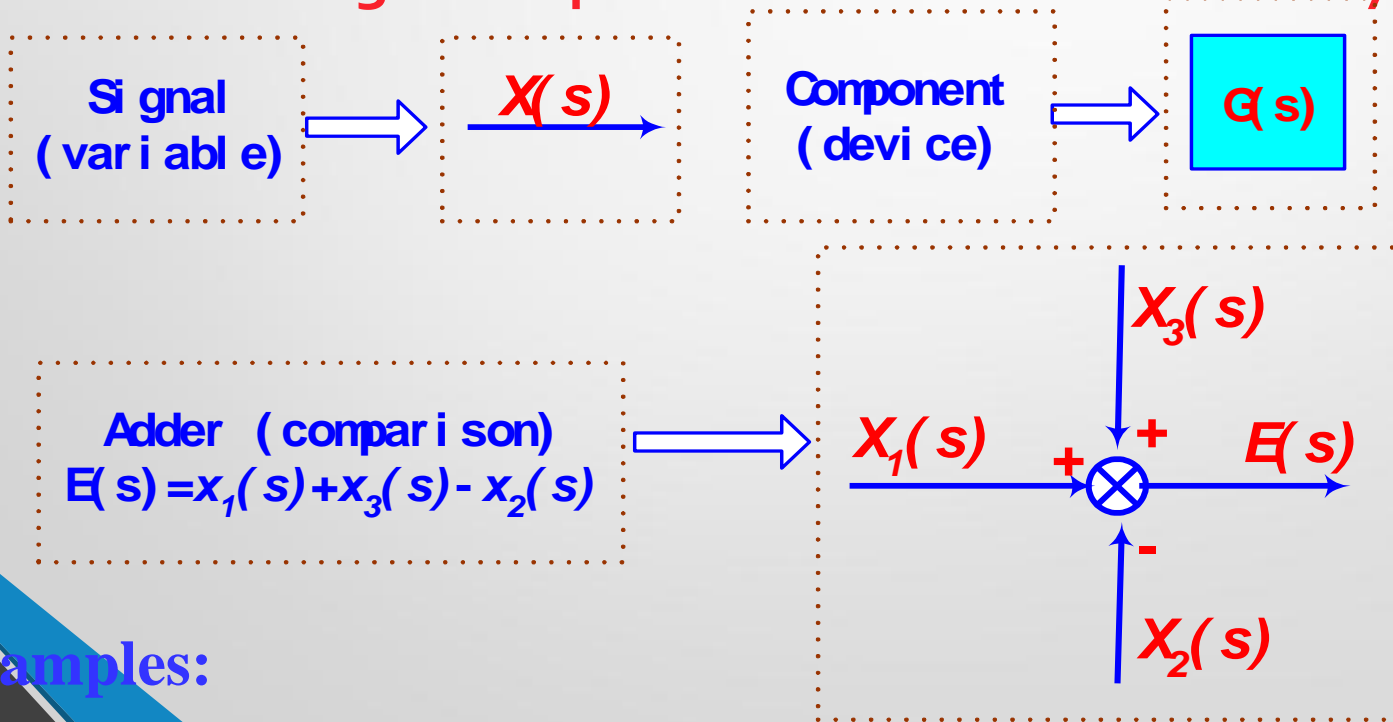 Signal
(variable)
X(s)
Component
(device)
G(s)
Adder (comparison)
E(s)=x₁(s)+x₃(s)-x₂(s)
X₃(s)
X₁(s)
+
+
E(s)
-
X₂(s)
amples: